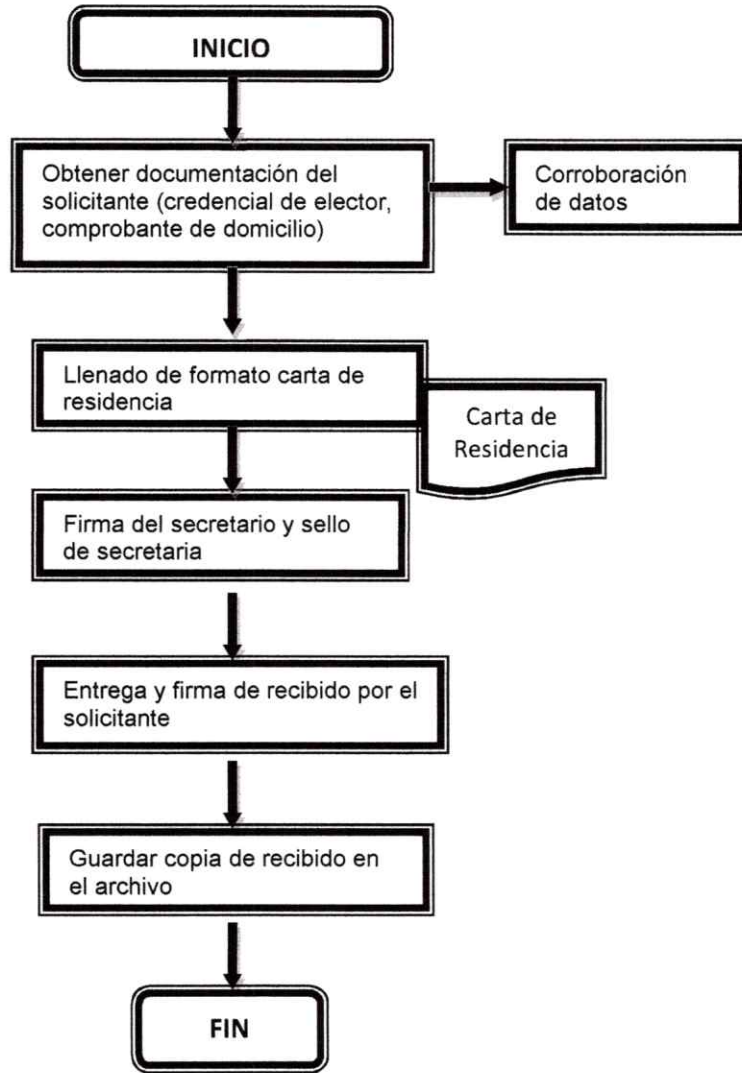 INICIO
Obtener documentación del
solicitante (credencial de elector,
comprobante de domicilio)
Corroboración
de datos
Llenado de formato carta de
residencia
Carta de
Residencia
Firma del secretario y sello
de secretaria
Entrega y firma de recibido por el
solicitante
Guardar copia de recibido en
el archivo
FIN